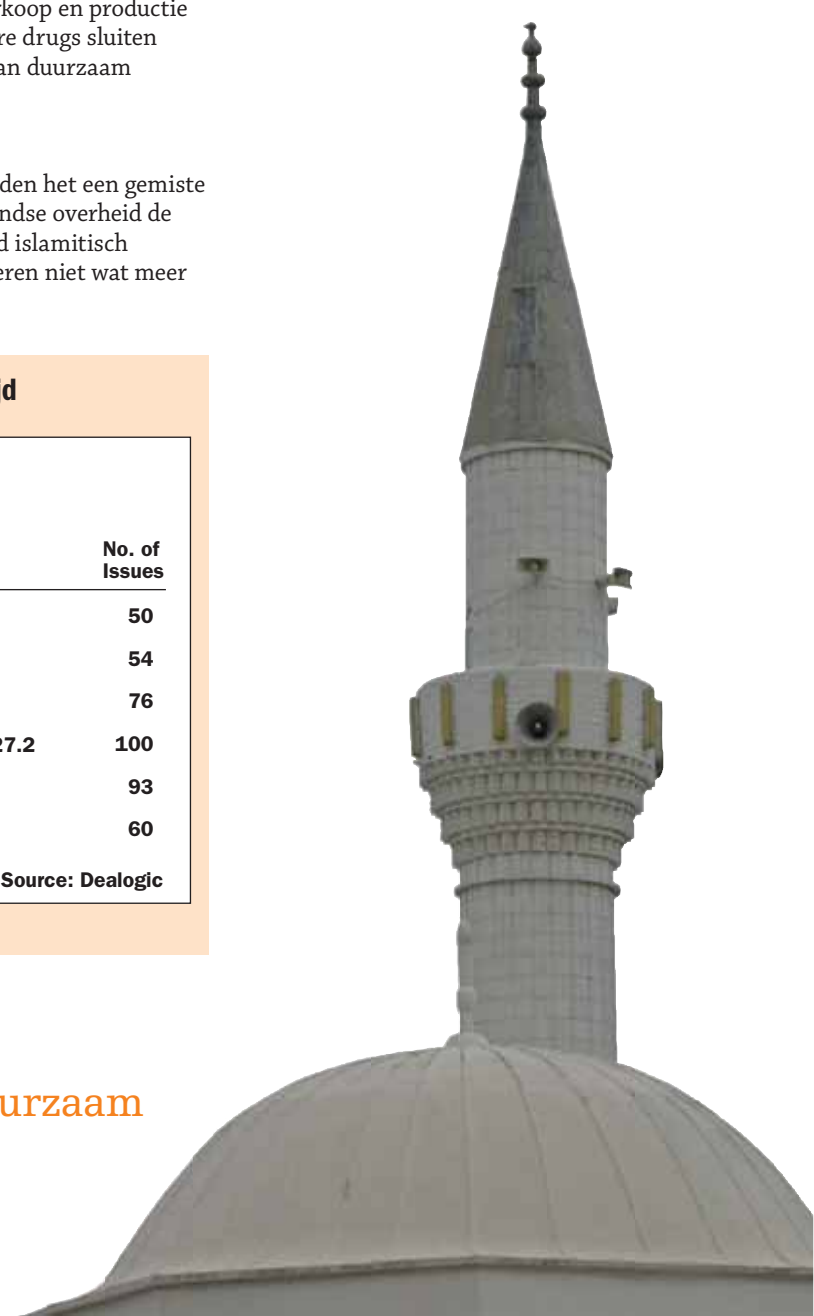 rkoop en productie
re drugs sluiten
an duurzaam
den het een gemiste
ndse overheid de
d islamitisch
eren niet wat meer
jd
No. of
Issues
50
54
76
27.2 100
93
60
Source: Dealogic
urzaam